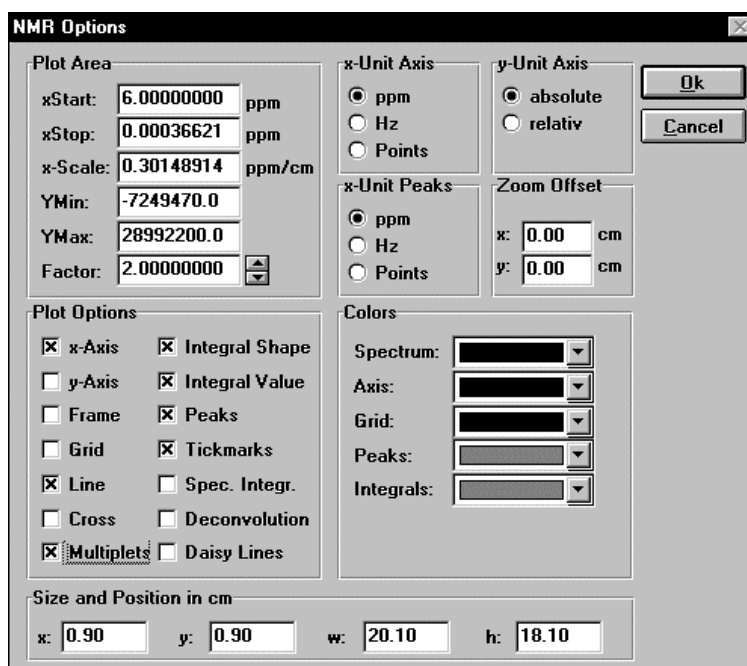 NMR Options
Plot Area
xStart: 6.00000000 ppm
xStop: 0.00036621 ppm
x-Scale: 0.30148914 ppm/cm
YMin: -7249470.0
YMax: 28992200.0
Factor: 2.00000000
x-Unit Axis
ppm
Hz
Points
y-Unit Axis
absolute
relativ
Ok
Cancel
x-Unit Peaks
ppm
Hz
Points
Zoom Offset
x: 0.00 cm
y: 0.00 cm
Plot Options
x-Axis
Integral Shape
y-Axis
Integral Value
Frame
Peaks
Grid
Tickmarks
Line
Spec. Integr.
Cross
Deconvolution
Multiplets
Daisy Lines
Colors
Spectrum:
Axis:
Grid:
Peaks:
Integrals:
Size and Position in cm
x: 0.90 y: 0.90 w: 20.10 h: 18.10